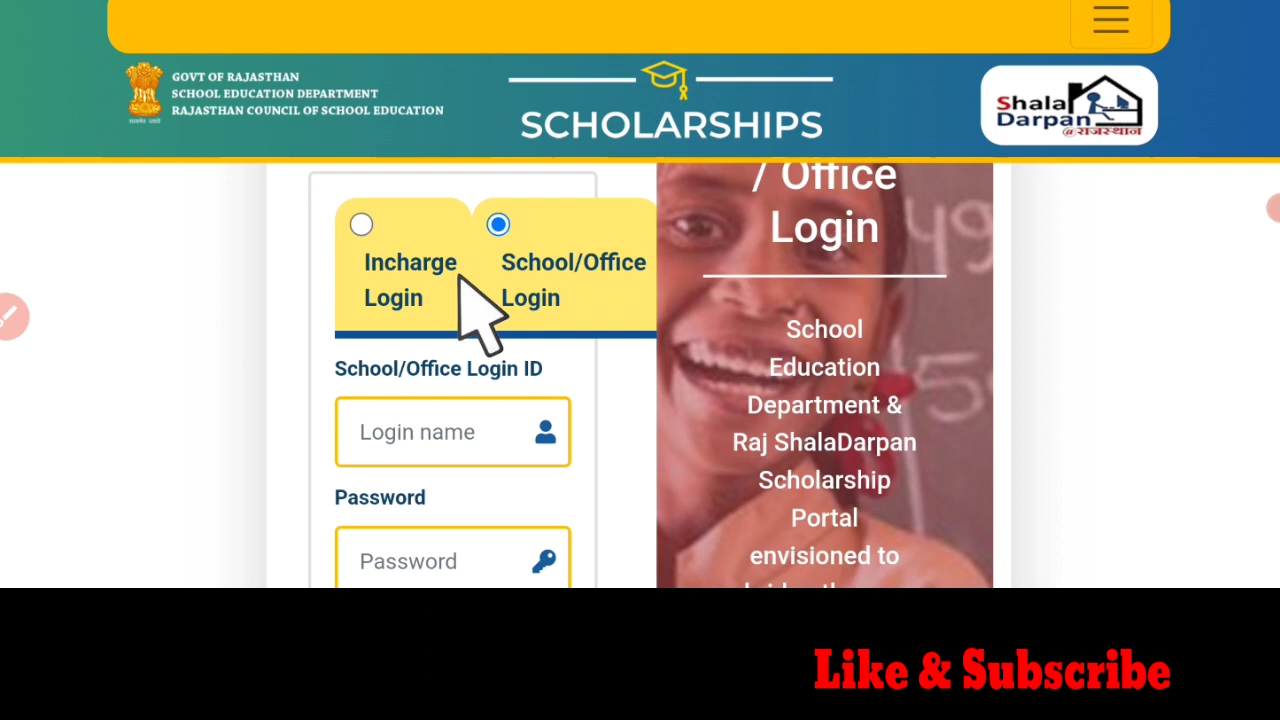 GOVT OF RAJASTHAN
SCHOOL EDUCATION DEPARTMENT
RAJASTHAN COUNCIL OF SCHOOL EDUCATION
SCHOLARSHIPS
Shala
Darpan
@राजस्थान
Incharge
Login
School/Office
Login
School/Office Login ID
Login name
Password
Password
/ Office
Login
School
Education
Department &
Raj ShalaDarpan
Scholarship
Portal
envisioned to
Like & Subscribe